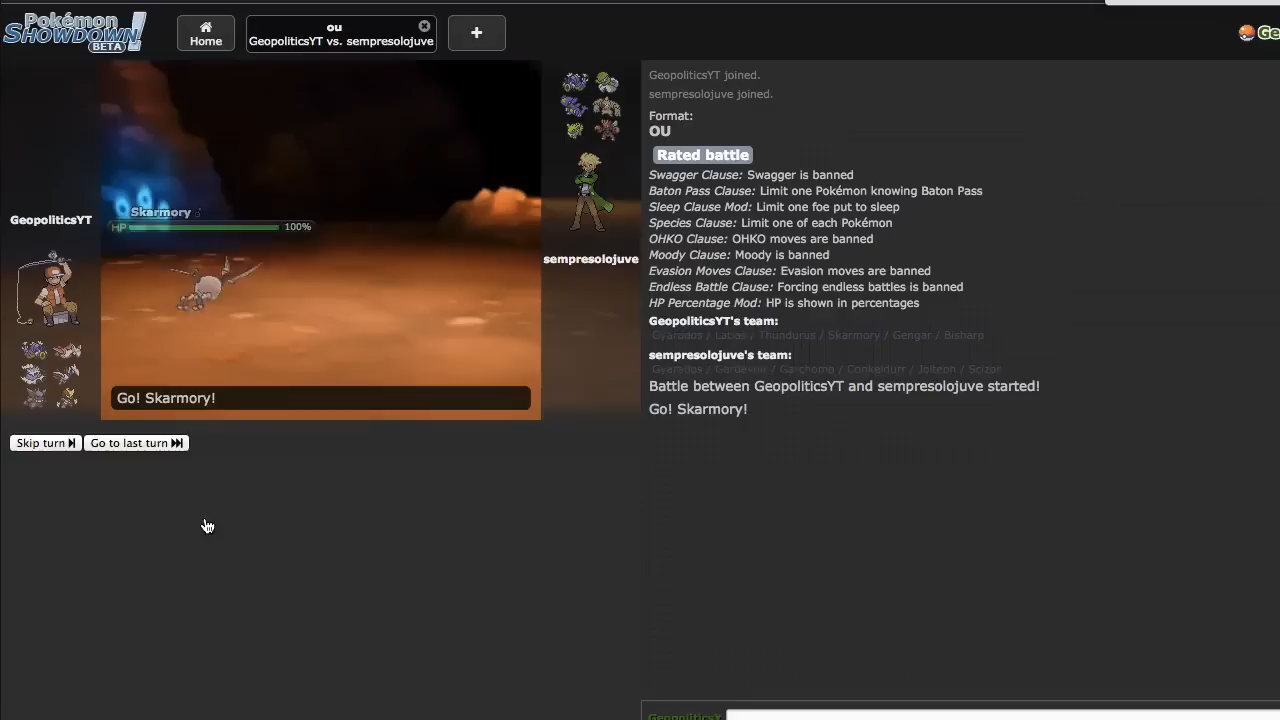 Pokémon
SHOWDOWN!
BETA
Home
ou
GeopoliticsYT vs. sempresolojuve
+
Ge
GeopoliticsYT
Skarmory
HP 100%
sempresolojuve
Go! Skarmory!
Skip turn
Go to last turn
GeopoliticsYT joined.
sempresolojuve joined.
Format:
OU
Rated battle
Swagger Clause: Swagger is banned
Baton Pass Clause: Limit one Pokémon knowing Baton Pass
Sleep Clause Mod: Limit one foe put to sleep
Species Clause: Limit one of each Pokémon
OHKO Clause: OHKO moves are banned
Moody Clause: Moody is banned
Evasion Moves Clause: Evasion moves are banned
Endless Battle Clause: Forcing endless battles is banned
HP Percentage Mod: HP is shown in percentages
GeopoliticsYT's team:
Gyarados / Latias / Thundurus / Skarmory / Gengar / Bisharp
sempresolojuve's team:
Gyarados / Gardevoir / Garchomp / Conkeldurr / Jolteon / Scizor
Battle between GeopoliticsYT and sempresolojuve started!
Go! Skarmory!
GeopoliticsY